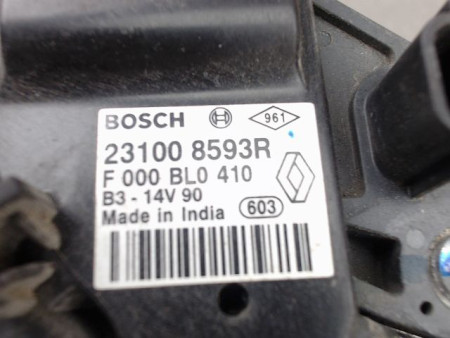 BOSCH 961
23100 8593R
F 000 BL0 410
B3 - 14V 90
Made in India 603